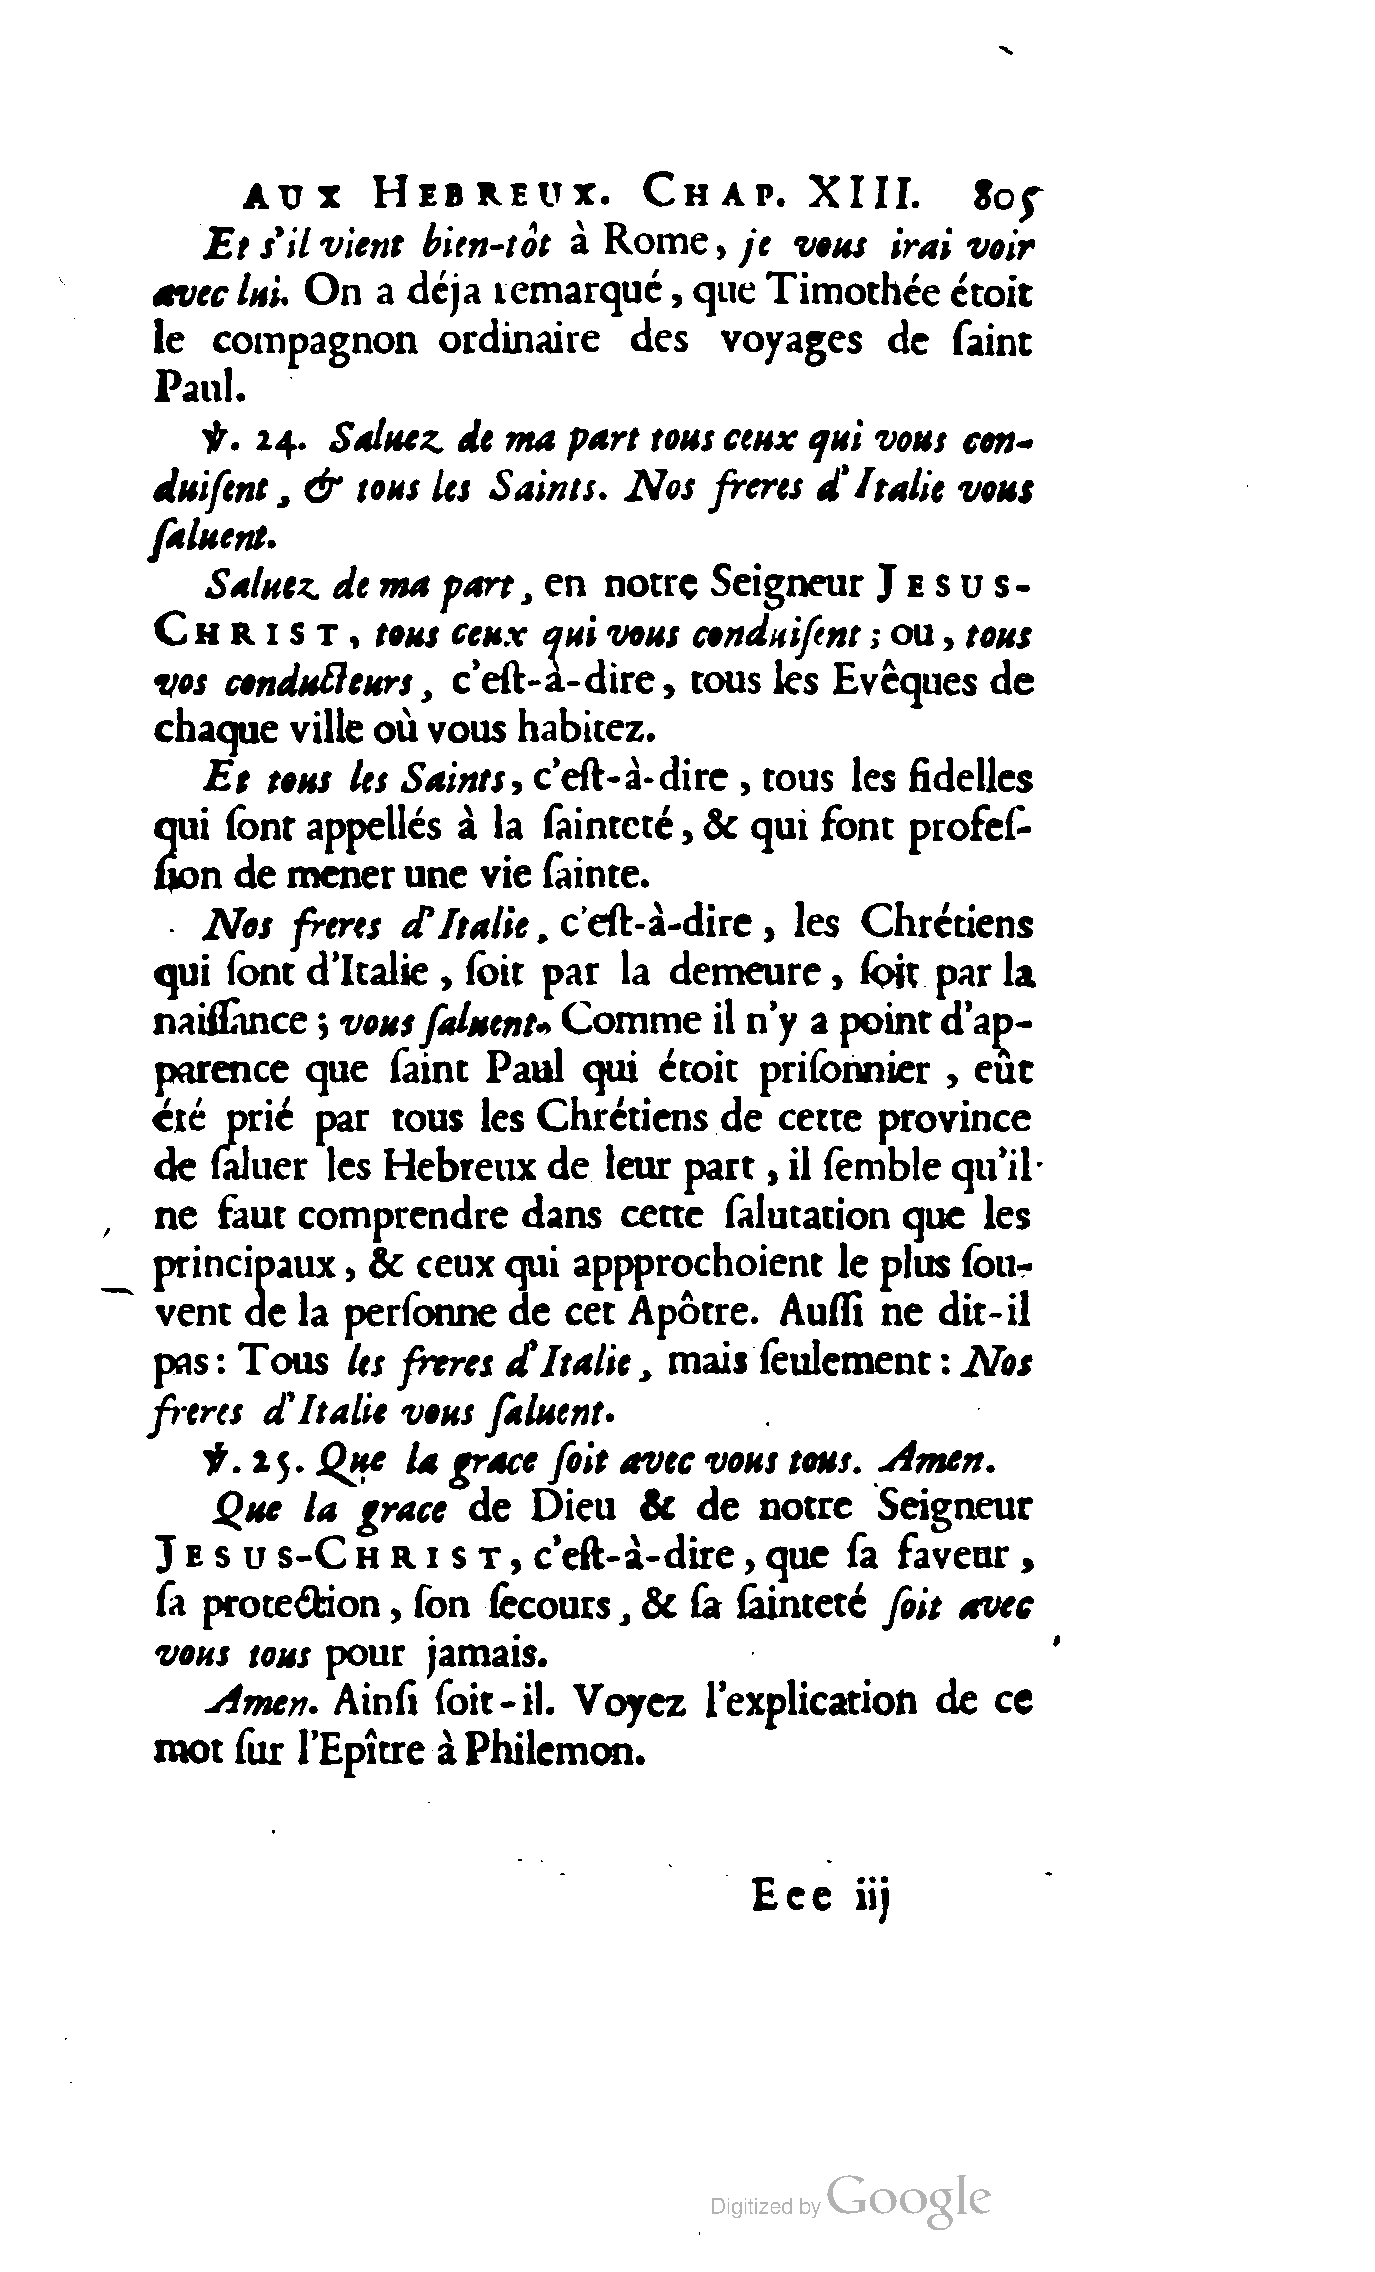 AUX HEBREUX. CHAP. XIII. 805
Et s'il vient bien-tôt à Rome, je vous irai voir
avec lui. On a déja remarqué, que Timothée étoit
le compagnon ordinaire des voyages de ſaint
Paul.
℣. 24. Saluez de ma part tous ceux qui vous con-
duiſent, & tous les Saints. Nos freres d'Italie vous
ſaluent.
Saluez de ma part, en notre Seigneur JESUS-
CHRIST, tous ceux qui vous conduiſent ; ou, tous
vos conducteurs, c'eſt-à-dire, tous les Evêques de
chaque ville où vous habitez.
Et tous les Saints, c'eſt-à-dire, tous les fidelles
qui ſont appellés à la ſainteté, & qui font profeſ-
ſion de mener une vie ſainte.
Nos freres d'Italie, c'eſt-à-dire, les Chrétiens
qui ſont d'Italie, ſoit par la demeure, ſoit par la
naiſſance ; vous ſaluent. Comme il n'y a point d'ap-
parence que ſaint Paul qui étoit priſonnier, eût
été prié par tous les Chrétiens de cette province
de ſaluer les Hebreux de leur part, il ſemble qu'il
ne faut comprendre dans cette ſalutation que les
principaux, & ceux qui appprochoient le plus ſou-
vent de la perſonne de cet Apôtre. Auſſi ne dit-il
pas : Tous les freres d'Italie, mais ſeulement : Nos
freres d'Italie vous ſaluent.
℣. 25. Que la grace ſoit avec vous tous. Amen.
Que la grace de Dieu & de notre Seigneur
JESUS-CHRIST, c'eſt-à-dire, que ſa faveur,
ſa protection, ſon ſecours, & ſa ſainteté ſoit avec
vous tous pour jamais.
Amen. Ainſi ſoit-il. Voyez l'explication de ce
mot ſur l'Epître à Philemon.
Eee iij
Digitized by Google